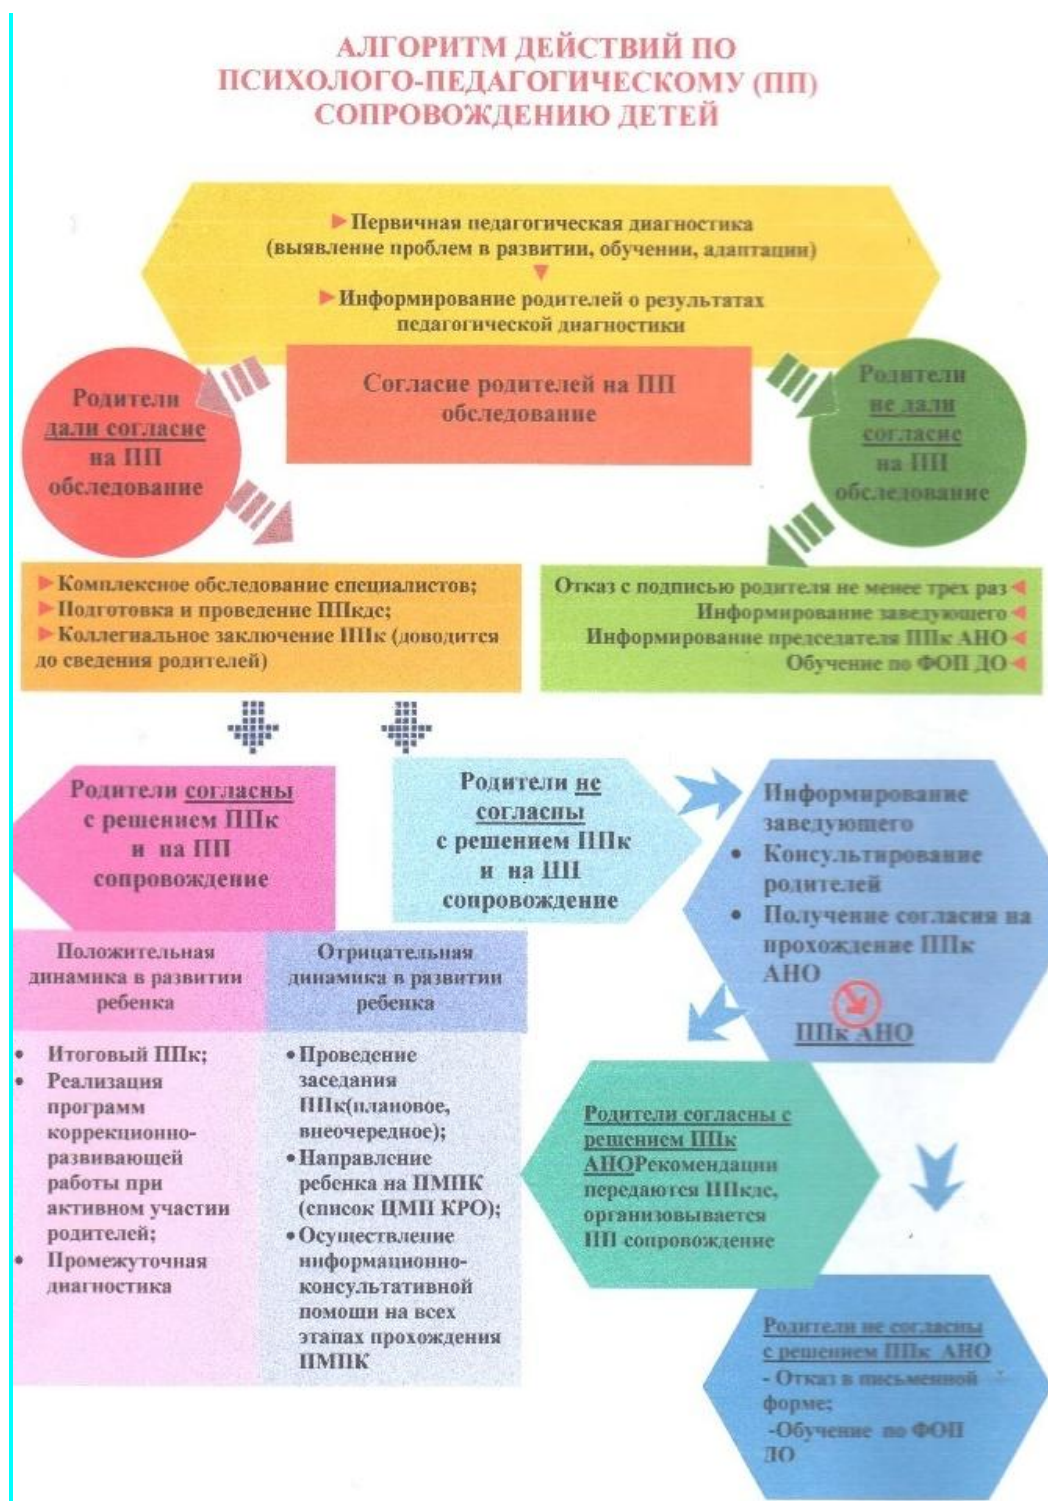 АЛГОРИТМ ДЕЙСТВИЙ ПО
ПСИХОЛОГО-ПЕДАГОГИЧЕСКОМУ (ПП)
СОПРОВОЖДЕНИЮ ДЕТЕЙ
Первичная педагогическая диагностика
(выявление проблем в развитии, обучении, адаптации)
Информирование родителей о результатах
педагогической диагностики
Согласие родителей на ПП
обследование
Родители
дали согласие
на ПП
обследование
Родители
не дали
согласие
на ПП
обследование
Комплексное обследование специалистов;
Подготовка и проведение ППкдс;
Коллегиальное заключение ППк (доводится
до сведения родителей)
Отказ с подписью родителя не менее трех раз
Информирование заведующего
Информирование председателя ППк АНО
Обучение по ФОП ДО
Родители согласны
с решением ППк
и на ПП
сопровождение
Родители не
согласны
с решением ППк
и на ПП
сопровождение
Информирование
заведующего
• Консультирование
родителей
• Получение согласия на
прохождение ППк
АНО
ППк АНО
Положительная
динамика в развитии
ребенка
Отрицательная
динамика в развитии
ребенка
• Итоговый ППк;
• Реализация
программ
коррекционно-
развивающей
работы при
активном участии
родителей;
• Промежуточная
диагностика
• Проведение
заседания
ППк(плановое,
внеочередное);
• Направление
ребенка на ПМПК
(список ЦМП КРО);
• Осуществление
информационно-
консультативной
помощи на всех
этапах прохождения
ПМПК
Родители согласны с
решением ППк
АНОРекомендации
передаются ППкдс,
организовывается
ПП сопровождение
Родители не согласны
с решением ППк АНО
- Отказ в письменной
форме;
-Обучение по ФОП
ДО